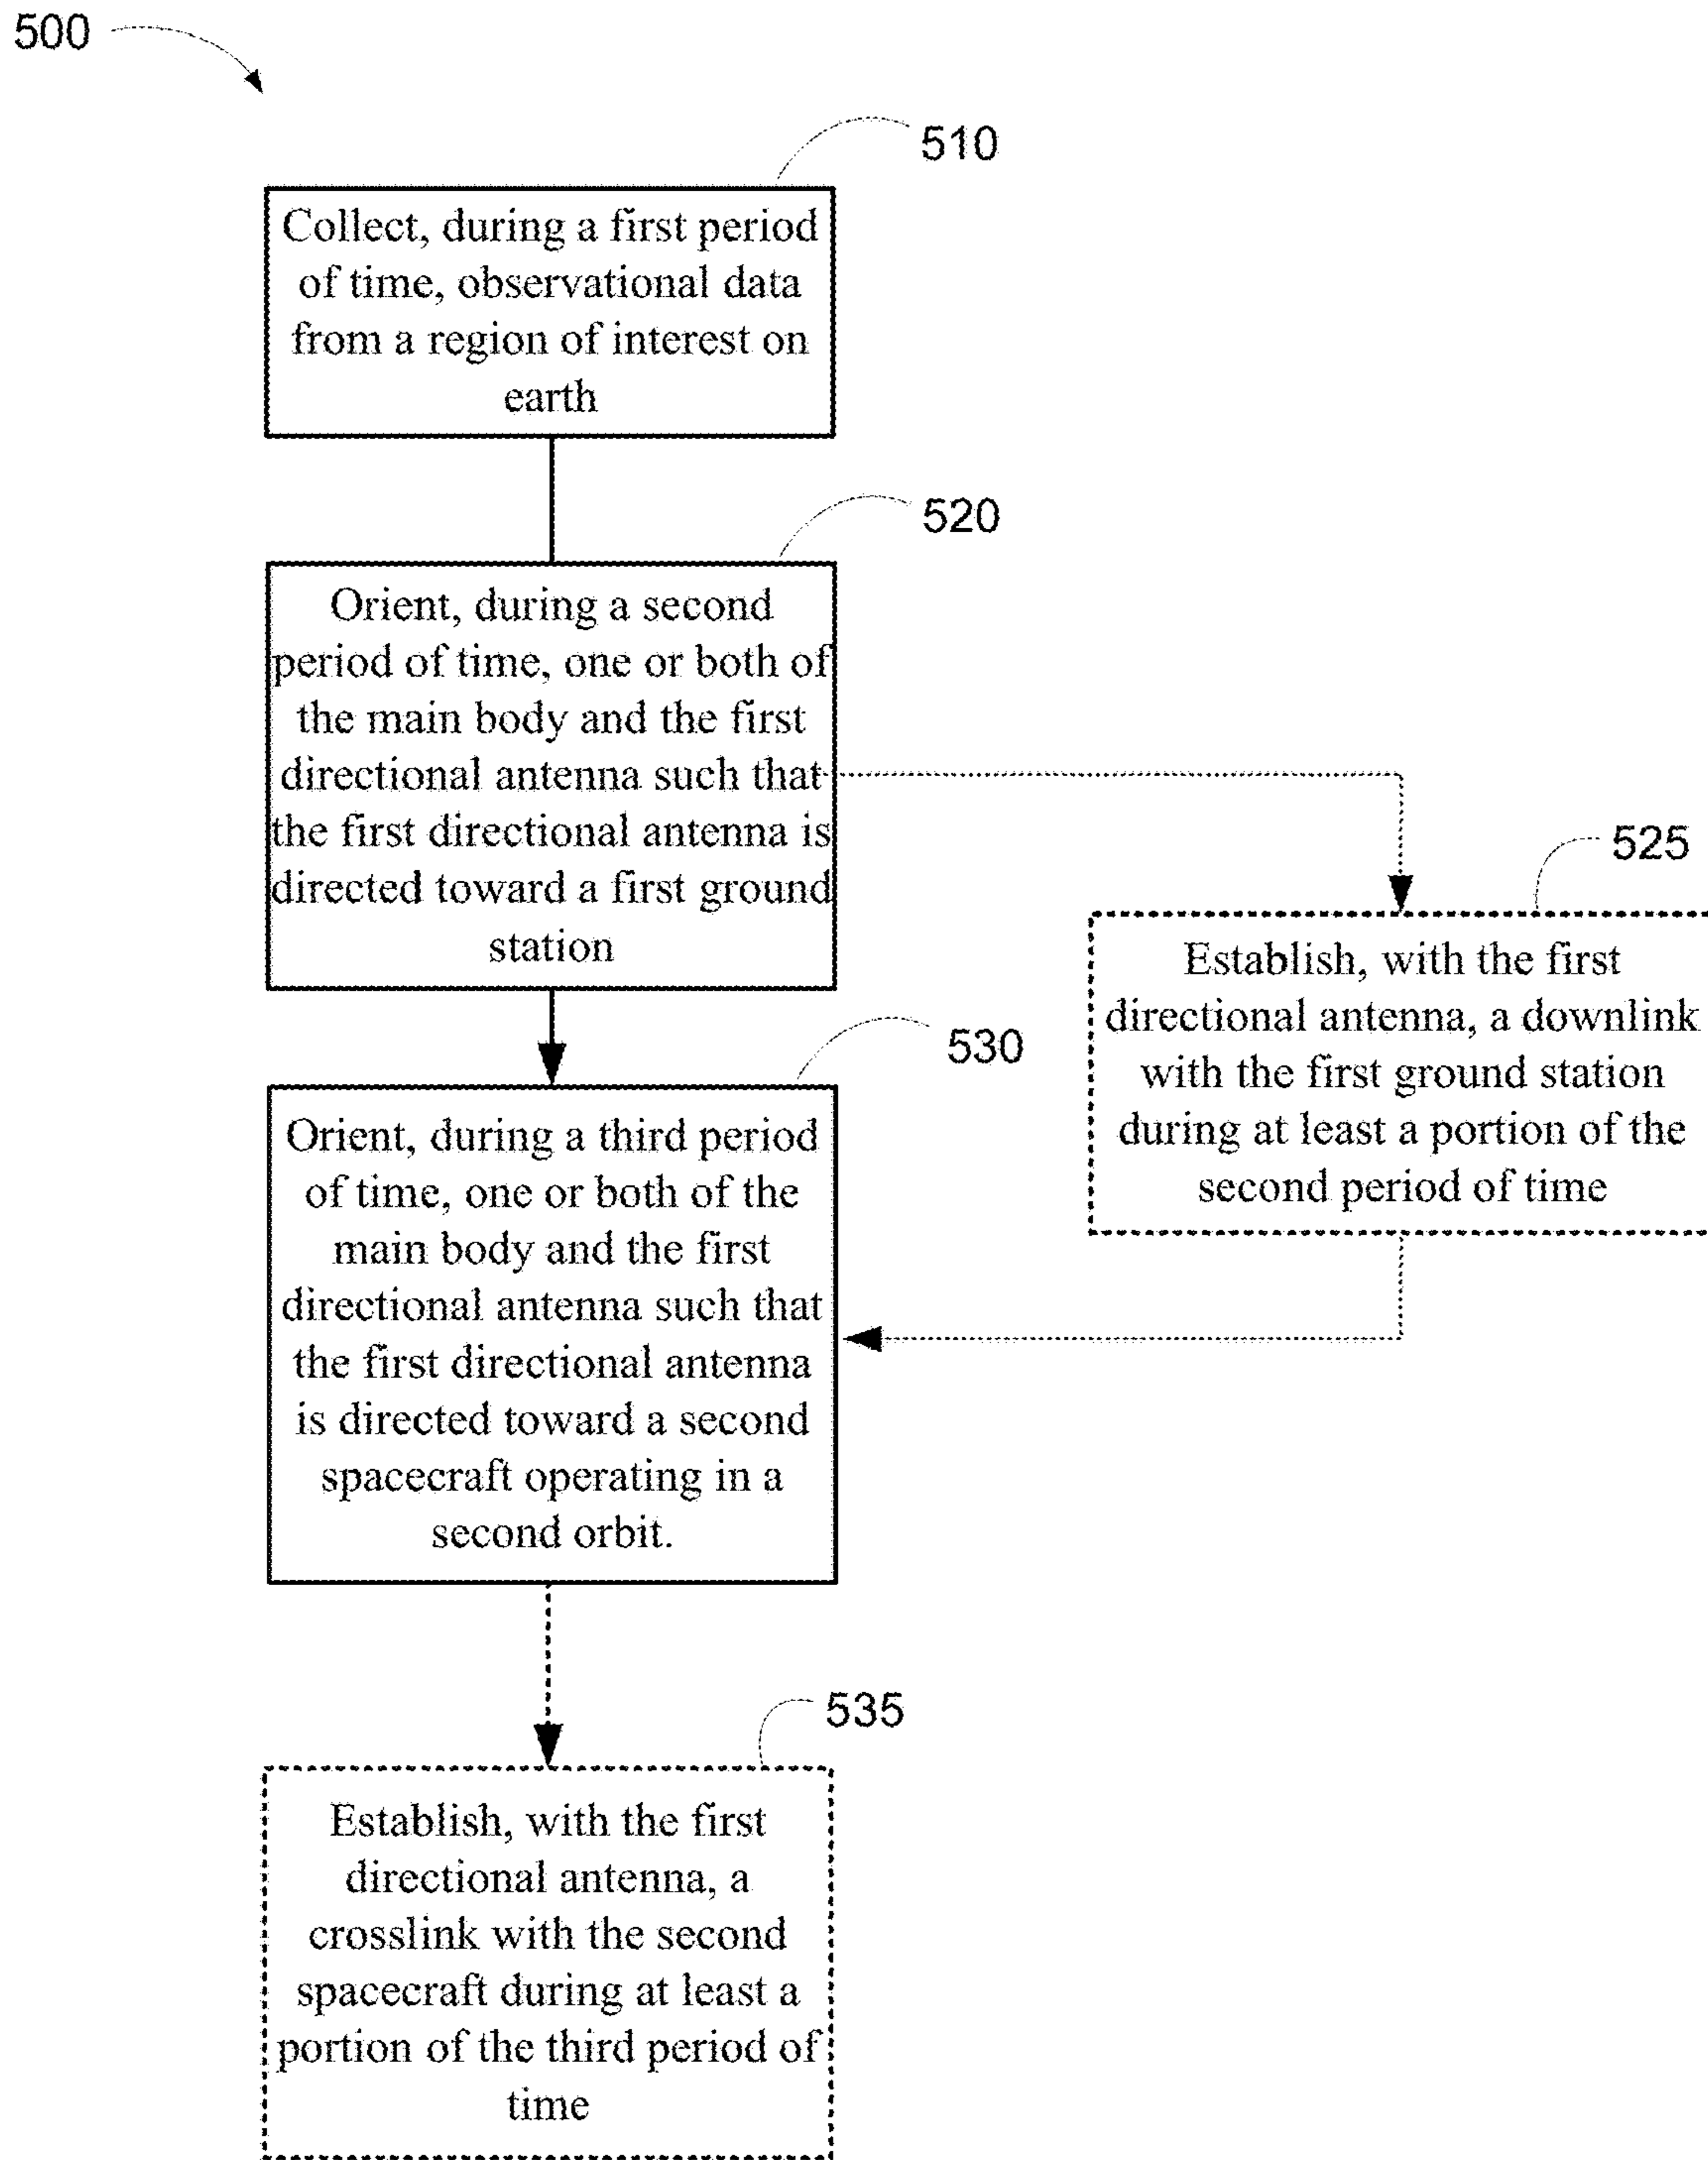 500
510
Collect, during a first period
of time, observational data
from a region of interest on
earth
520
Orient, during a second
period of time, one or both of
the main body and the first
directional antenna such that
the first directional antenna is
directed toward a first ground
station
525
Establish, with the first
directional antenna, a downlink
with the first ground station
during at least a portion of the
second period of time
530
Orient, during a third period
of time, one or both of the
main body and the first
directional antenna such that
the first directional antenna
is directed toward a second
spacecraft operating in a
second orbit.
535
Establish, with the first
directional antenna, a
crosslink with the second
spacecraft during at least a
portion of the third period of
time